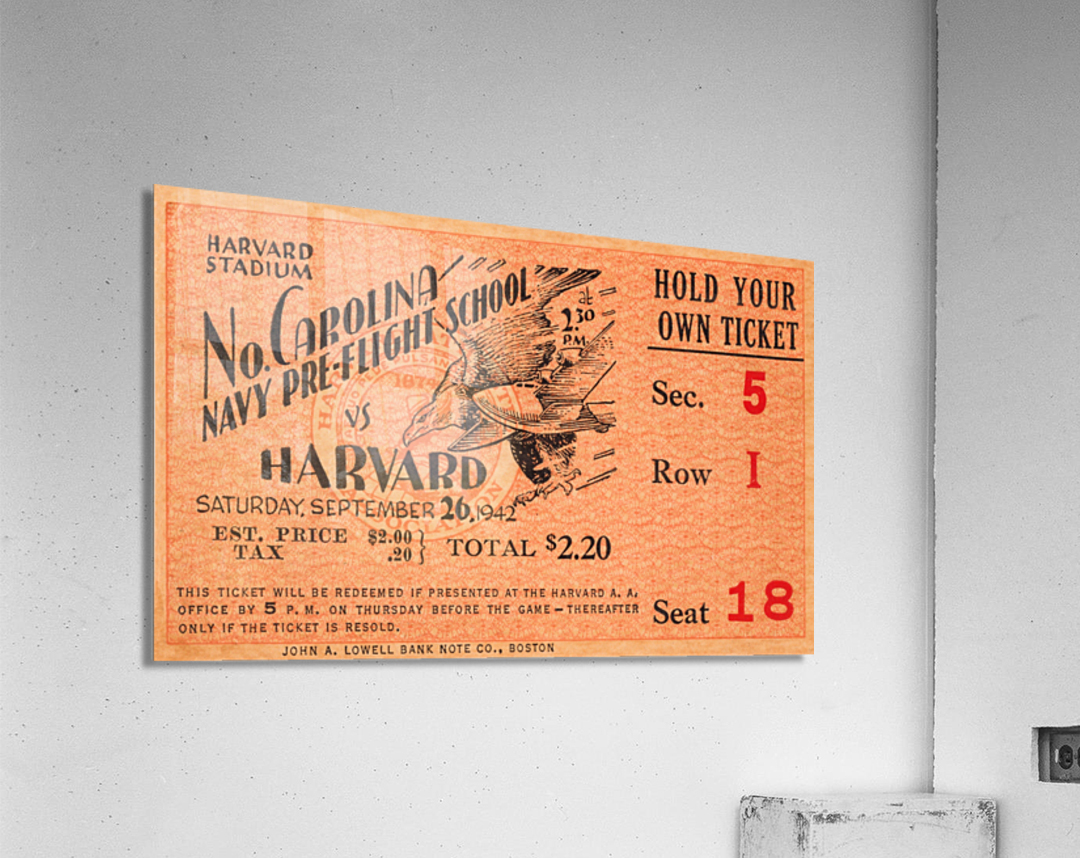 HARVARD
STADIUM
No. CAROLINA
NAVY PRE-FLIGHT SCHOOL
at
2.30
P.M.
VS
HARVARD
SATURDAY, SEPTEMBER 26, 1942
EST. PRICE $2.00 }
TAX .20 }
TOTAL $2.20
THIS TICKET WILL BE REDEEMED IF PRESENTED AT THE HARVARD A. A.
OFFICE BY 5 P. M. ON THURSDAY BEFORE THE GAME – THEREAFTER
ONLY IF THE TICKET IS RESOLD.
JOHN A. LOWELL BANK NOTE CO., BOSTON
HOLD YOUR
OWN TICKET
Sec. 5
Row I
Seat 18
1874